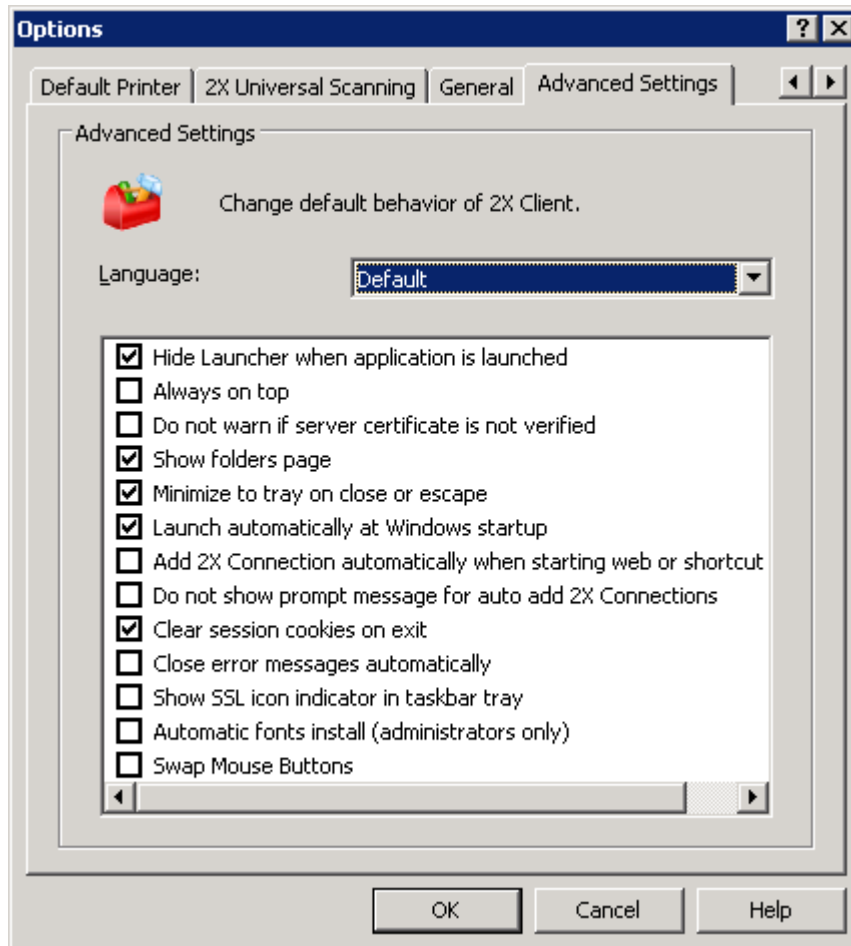 Options
Default Printer 2X Universal Scanning General Advanced Settings
Advanced Settings
Change default behavior of 2X Client.
Language: Default
Hide Launcher when application is launched
Always on top
Do not warn if server certificate is not verified
Show folders page
Minimize to tray on close or escape
Launch automatically at Windows startup
Add 2X Connection automatically when starting web or shortcut
Do not show prompt message for auto add 2X Connections
Clear session cookies on exit
Close error messages automatically
Show SSL icon indicator in taskbar tray
Automatic fonts install (administrators only)
Swap Mouse Buttons
OK Cancel Help